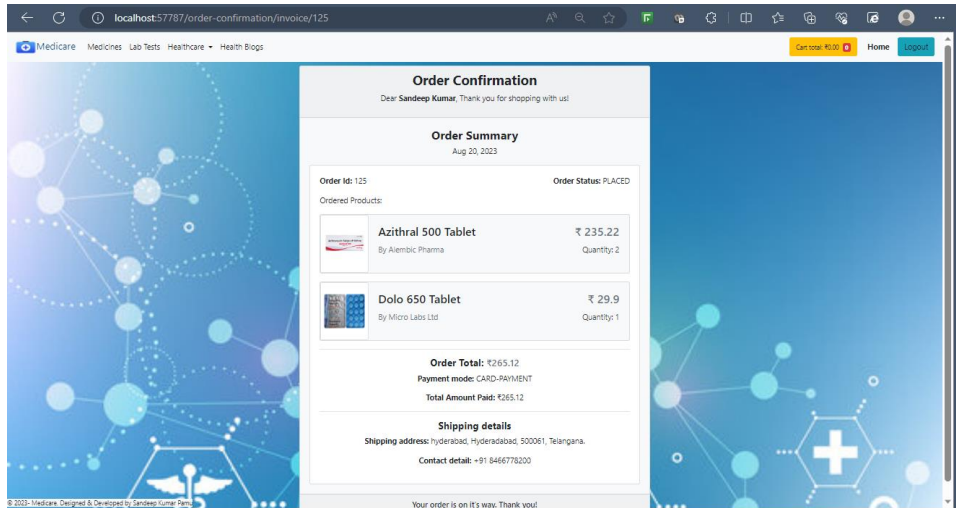 localhost:57787/order-confirmation/invoice/125
Medicare Medicines Lab Tests Healthcare Health Blogs Cart total: ₹0.00 0 Home Logout
Order Confirmation
Dear Sandeep Kumar, Thank you for shopping with us!
Order Summary
Aug 20, 2023
Order Id: 125 Order Status: PLACED
Ordered Products:
Azithral 500 Tablet ₹ 235.22
By Alembic Pharma Quantity: 2
Dolo 650 Tablet ₹ 29.9
By Micro Labs Ltd Quantity: 1
Order Total: ₹265.12
Payment mode: CARD-PAYMENT
Total Amount Paid: ₹265.12
Shipping details
Shipping address: hyderabad, Hyderadabad, 500061, Telangana.
Contact detail: +91 8466778200
Your order is on it's way. Thank you!
© 2023- Medicare. Designed & Developed by Sandeep Kumar Pamu